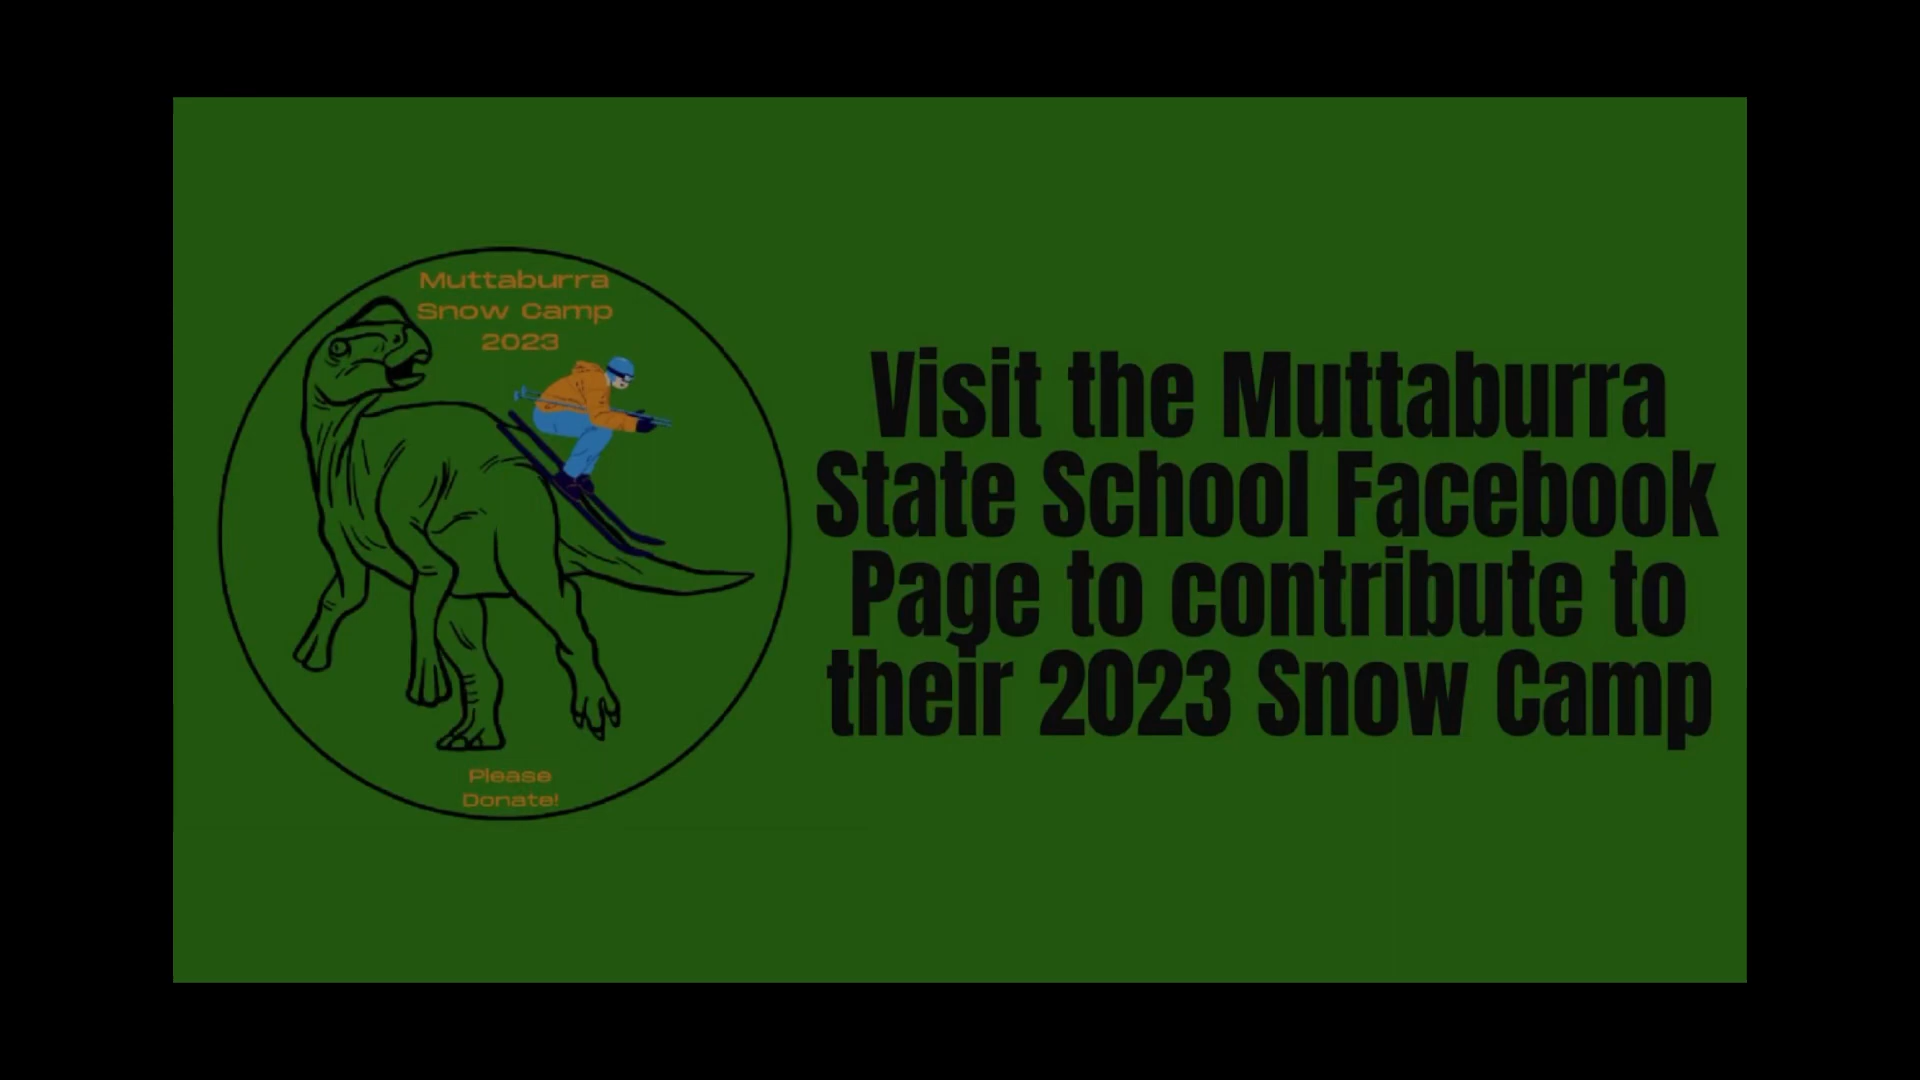 Muttaburra
Snow Camp
2023
Please
Donate!
Visit the Muttaburra
State School Facebook
Page to contribute to
their 2023 Snow Camp